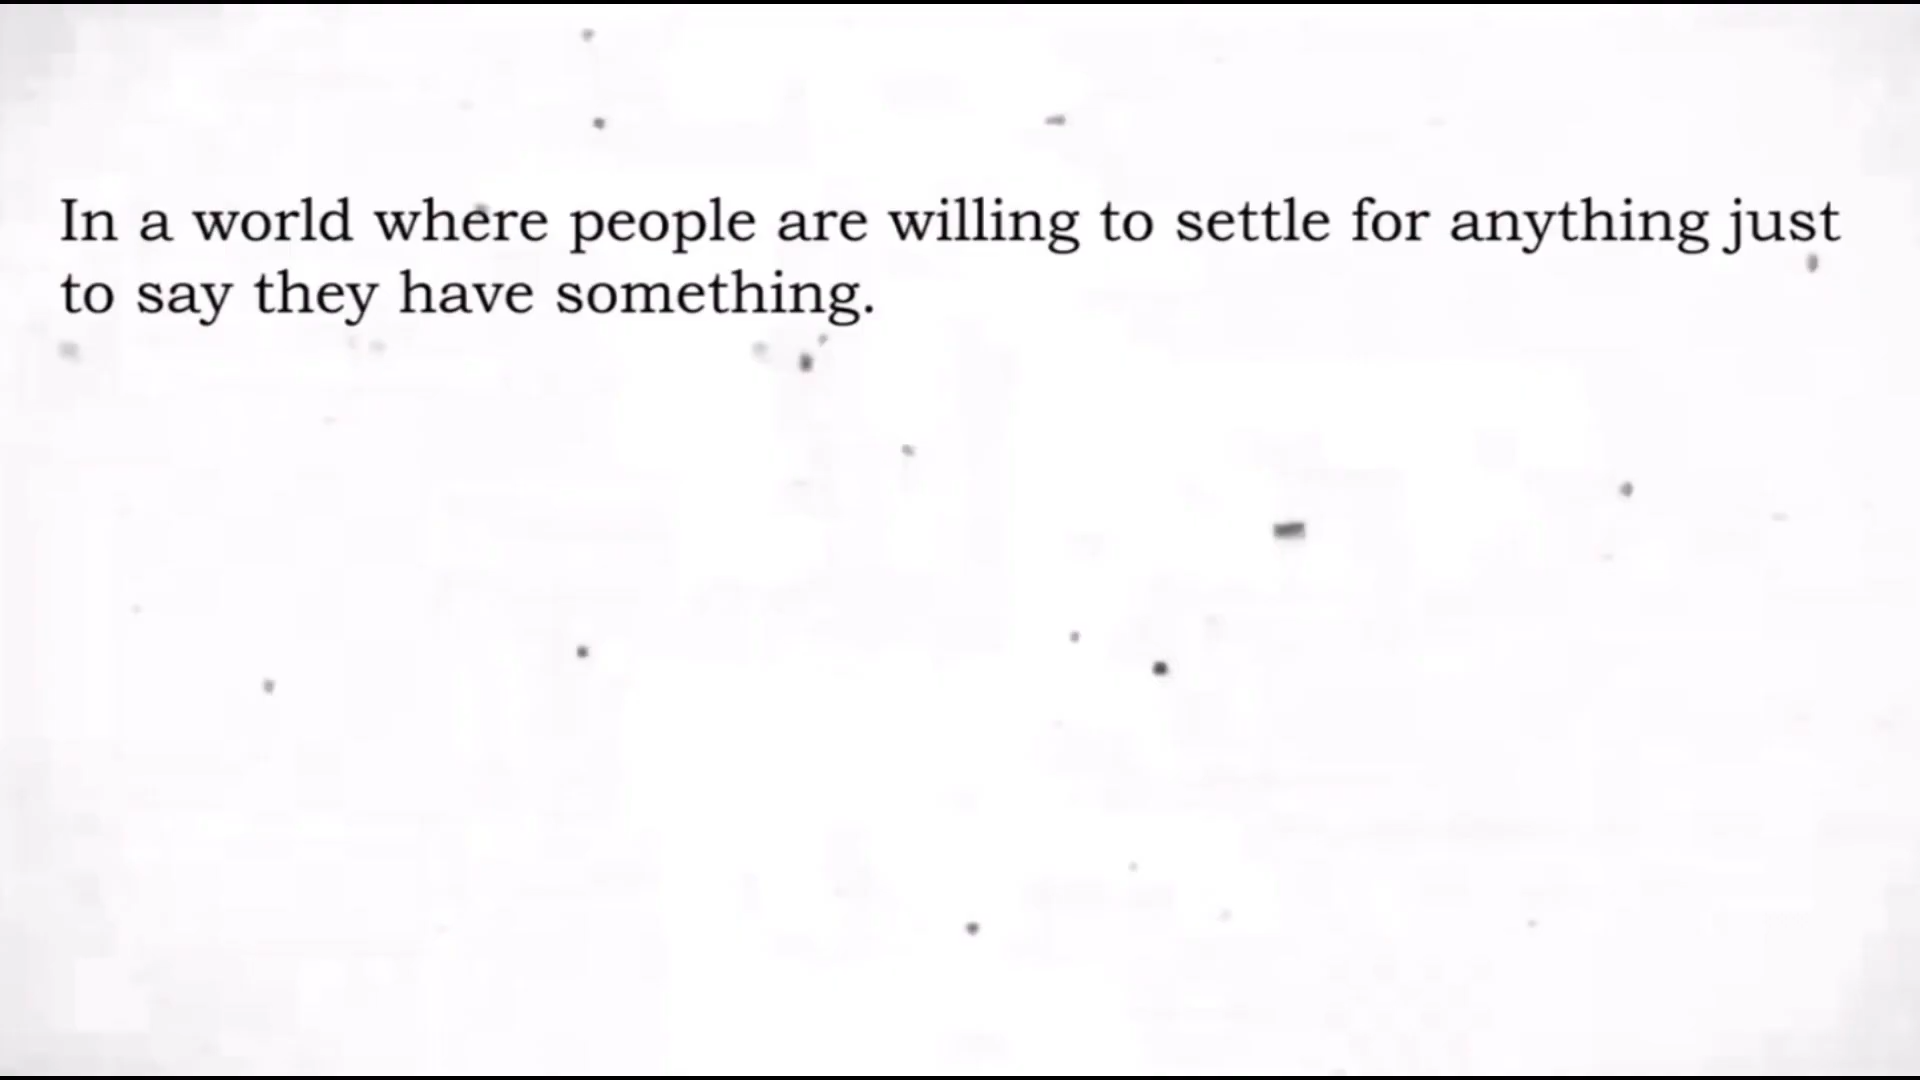 In a world where people are willing to settle for anything just
to say they have something.